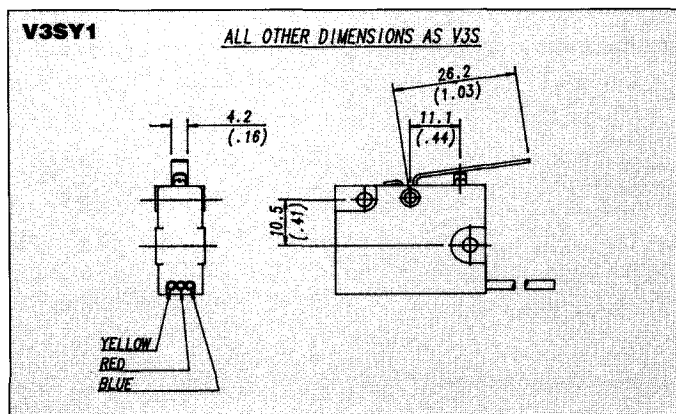 V3SY1
ALL OTHER DIMENSIONS AS V3S
26.2
(1.03)
4.2
(.16)
11.1
(.44)
10.5
(.41)
YELLOW
RED
BLUE